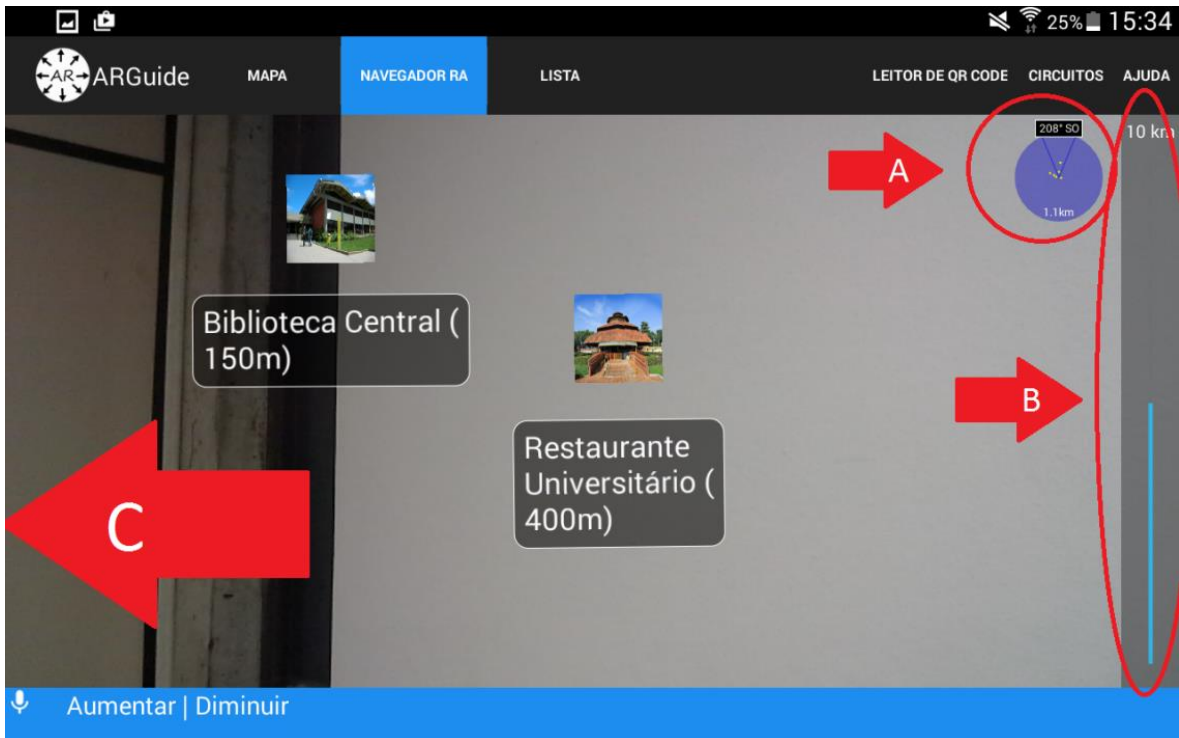 25% 15:34
AR ARGuide MAPA NAVEGADOR RA LISTA LEITOR DE QR CODE CIRCUITOS AJUDA
208° SO
10 km
A
1.1km
Biblioteca Central (
150m)
B
Restaurante
Universitário (
400m)
C
Aumentar | Diminuir